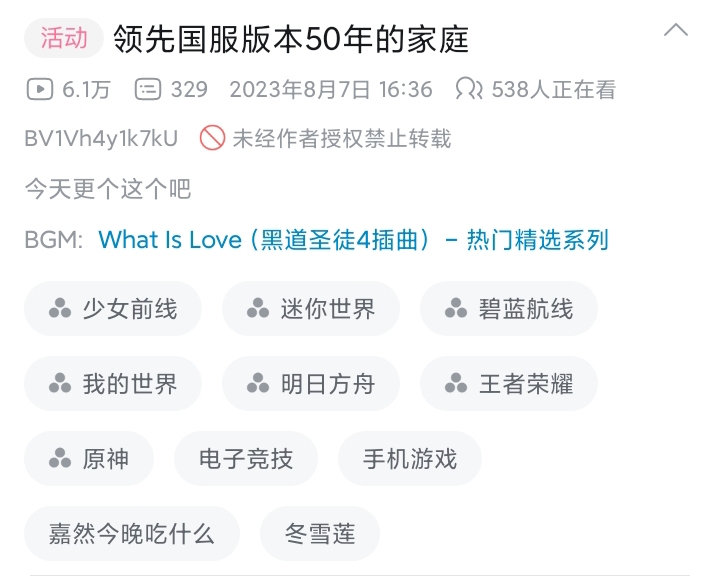 活动 领先国服版本50年的家庭
6.1万 329 2023年8月7日 16:36 538人正在看
BV1Vh4y1k7kU 未经作者授权禁止转载
今天更个这个吧
BGM: What Is Love (黑道圣徒4插曲) - 热门精选系列
少女前线 迷你世界 碧蓝航线
我的世界 明日方舟 王者荣耀
原神 电子竞技 手机游戏
嘉然今晚吃什么 冬雪莲